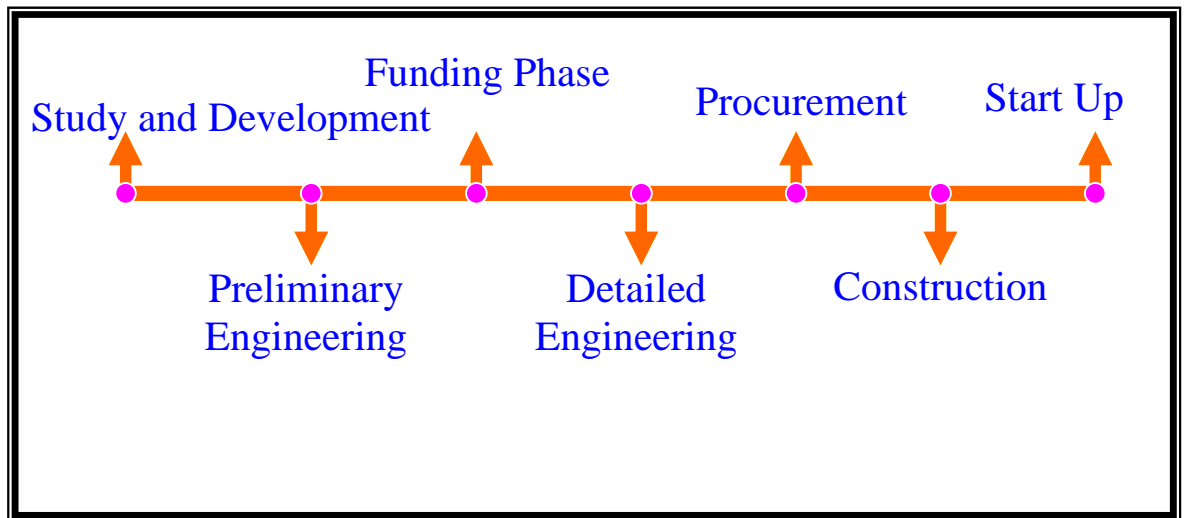 Funding Phase
Study and Development
Procurement
Start Up
Preliminary
Engineering
Detailed
Engineering
Construction